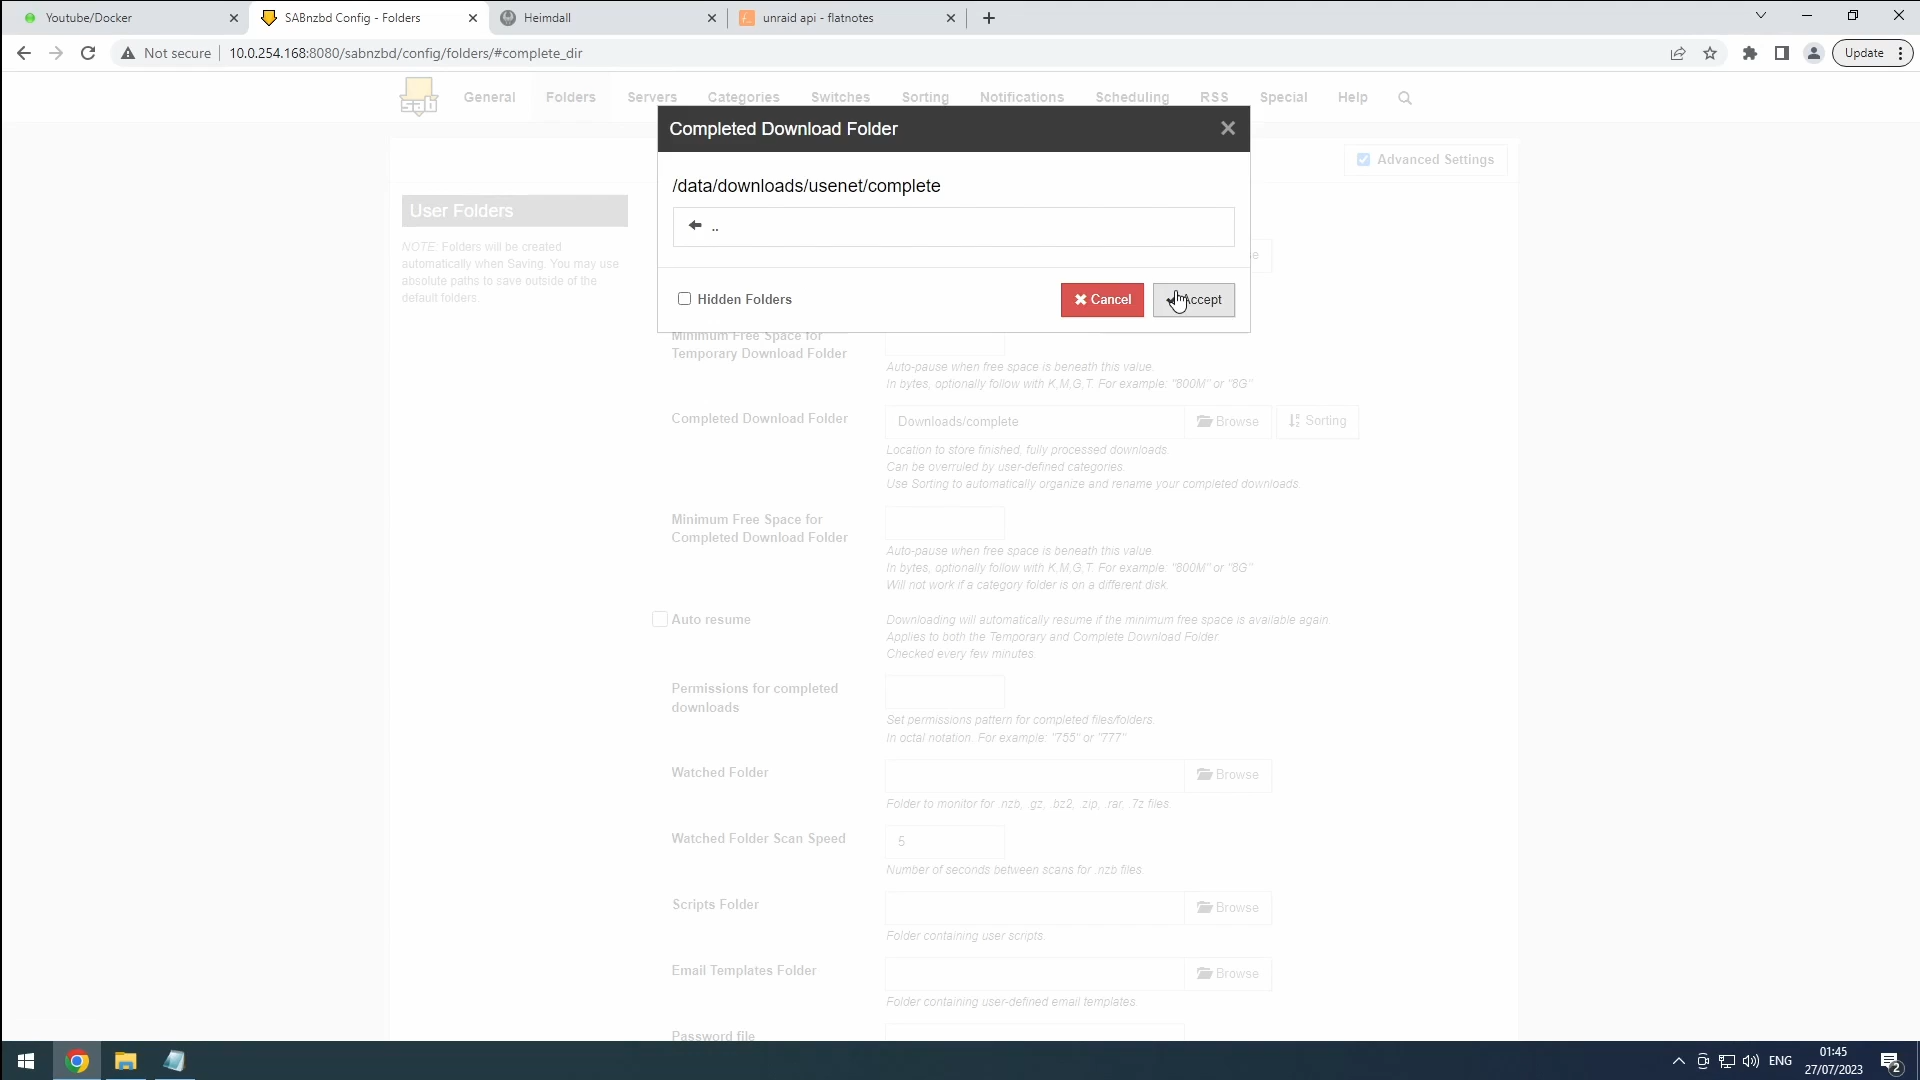 Youtube/Docker
SABnzbd Config - Folders
Heimdall
unraid api - flatnotes
Not secure
10.0.254.168:8080/sabnzbd/config/folders/#complete_dir
Update
General
Folders
Servers
Categories
Switches
Sorting
Notifications
Scheduling
RSS
Special
Help
Completed Download Folder
Advanced Settings
/data/downloads/usenet/complete
..
Hidden Folders
Cancel
User Folders
NOTE: Folders will be created
automatically when Saving. You may use
absolute paths to save outside of the
default folders.
Minimum Free Space for
Temporary Download Folder
Auto-pause when free space is beneath this value.
In bytes, optionally follow with K,M,G,T. For example: "800M" or "8G"
Completed Download Folder
Downloads/complete
Browse
Sorting
Location to store finished, fully processed downloads.
Can be overruled by user-defined categories.
Use Sorting to automatically organize and rename your completed downloads.
Minimum Free Space for
Completed Download Folder
Auto-pause when free space is beneath this value.
In bytes, optionally follow with K,M,G,T. For example: "800M" or "8G"
Will not work if a category folder is on a different disk.
Auto resume
Downloading will automatically resume if the minimum free space is available again.
Applies to both the Temporary and Complete Download Folder
Checked every few minutes.
Permissions for completed
downloads
Set permissions pattern for completed files/folders.
In octal notation. For example: "755" or "777"
Watched Folder
Browse
Folder to monitor for .nzb, .gz, .bz2, .zip, .rar, .7z files.
Watched Folder Scan Speed
5
Number of seconds between scans for .nzb files.
Scripts Folder
Browse
Folder containing user scripts.
Email Templates Folder
Browse
Folder containing user-defined email templates.
Password file
ENG
01:45
27/07/2023
2